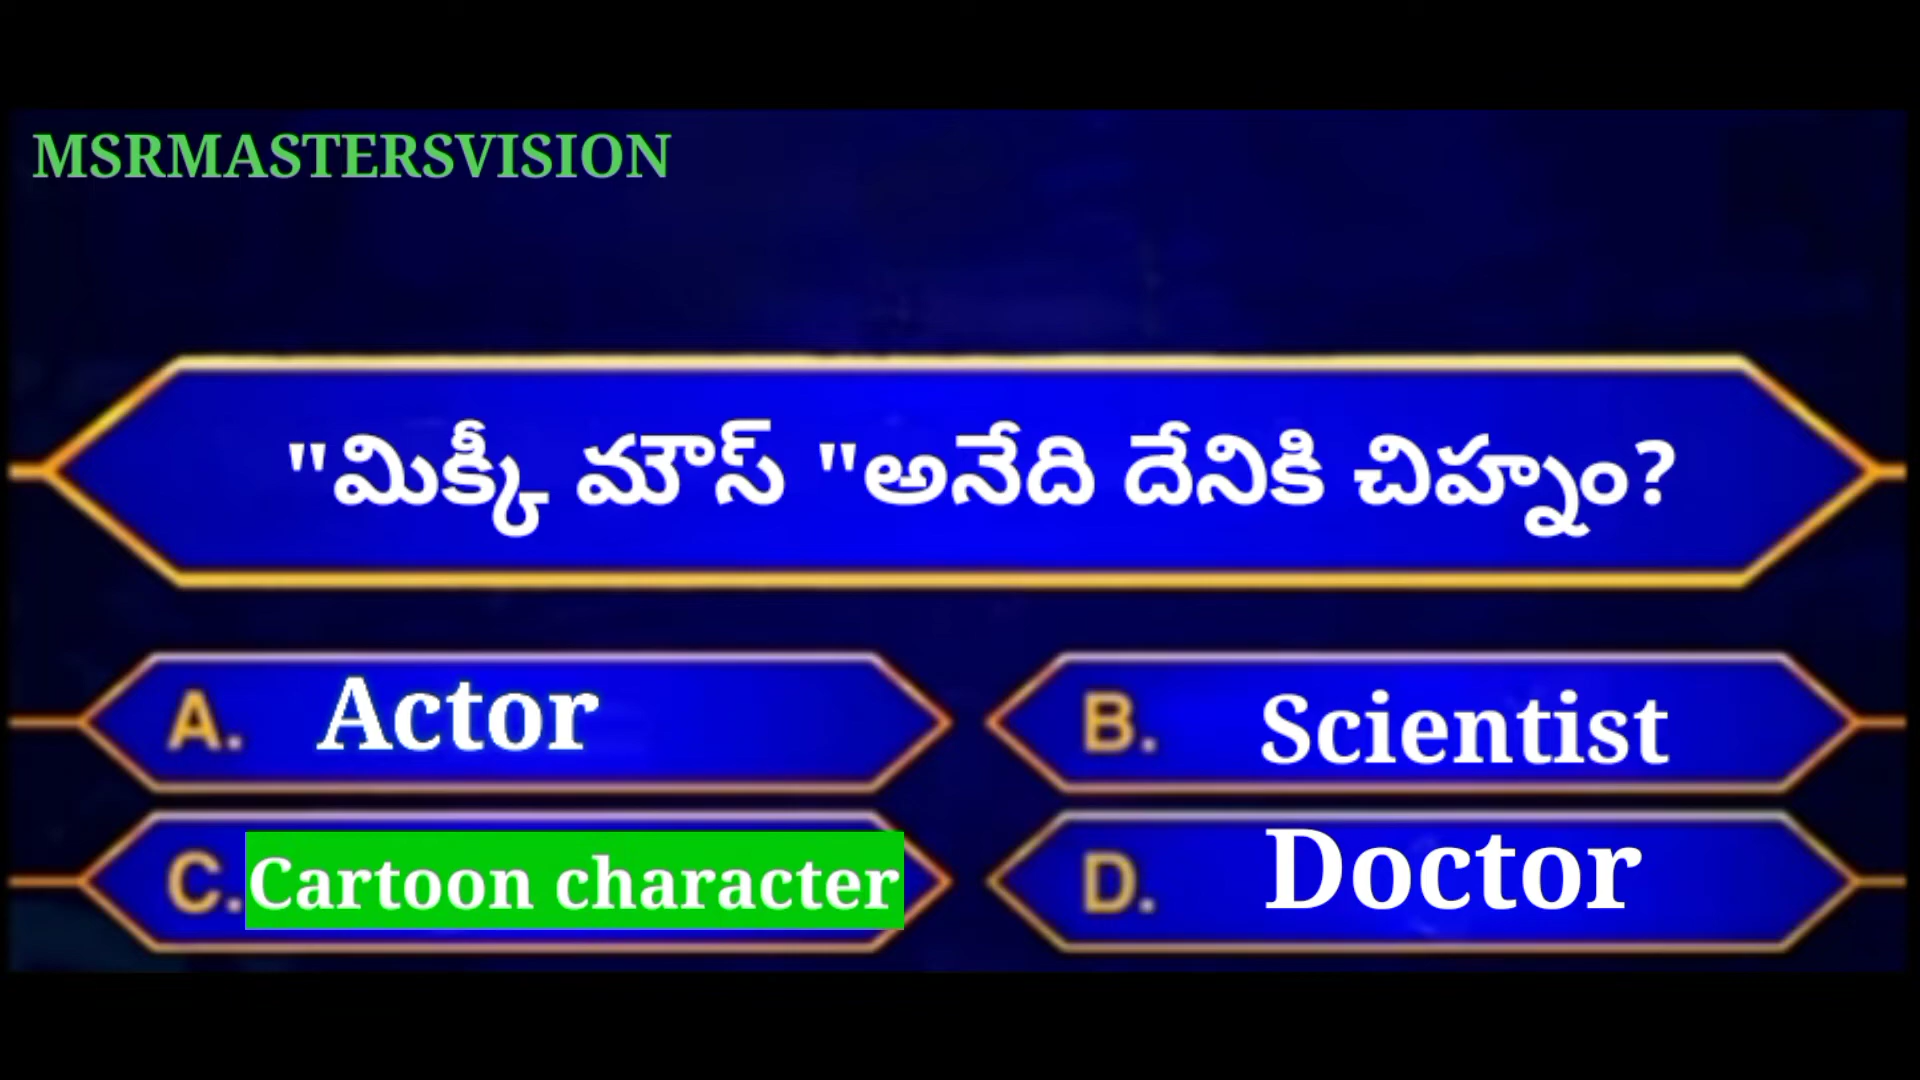 MSRMASTERSVISION
"మిక్కీ మౌస్ "అనేది దేనికి చిహ్నం?
A. Actor
B. Scientist
C. Cartoon character
D. Doctor